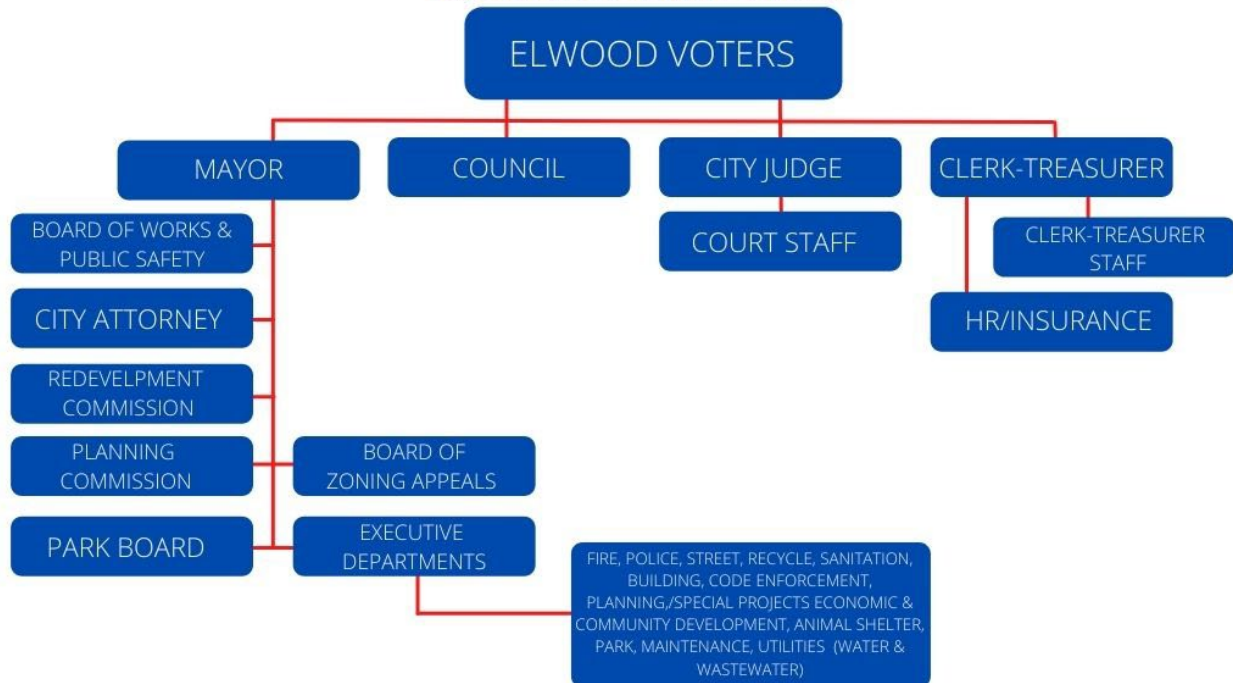 ELWOOD VOTERS
MAYOR
COUNCIL
CITY JUDGE
CLERK-TREASURER
BOARD OF WORKS &
PUBLIC SAFETY
COURT STAFF
CLERK-TREASURER
STAFF
CITY ATTORNEY
HR/INSURANCE
REDEVELPMENT
COMMISSION
PLANNING
COMMISSION
BOARD OF
ZONING APPEALS
PARK BOARD
EXECUTIVE
DEPARTMENTS
FIRE, POLICE, STREET, RECYCLE, SANITATION,
BUILDING, CODE ENFORCEMENT,
PLANNING,/SPECIAL PROJECTS ECONOMIC &
COMMUNITY DEVELOPMENT, ANIMAL SHELTER,
PARK, MAINTENANCE, UTILITIES (WATER &
WASTEWATER)